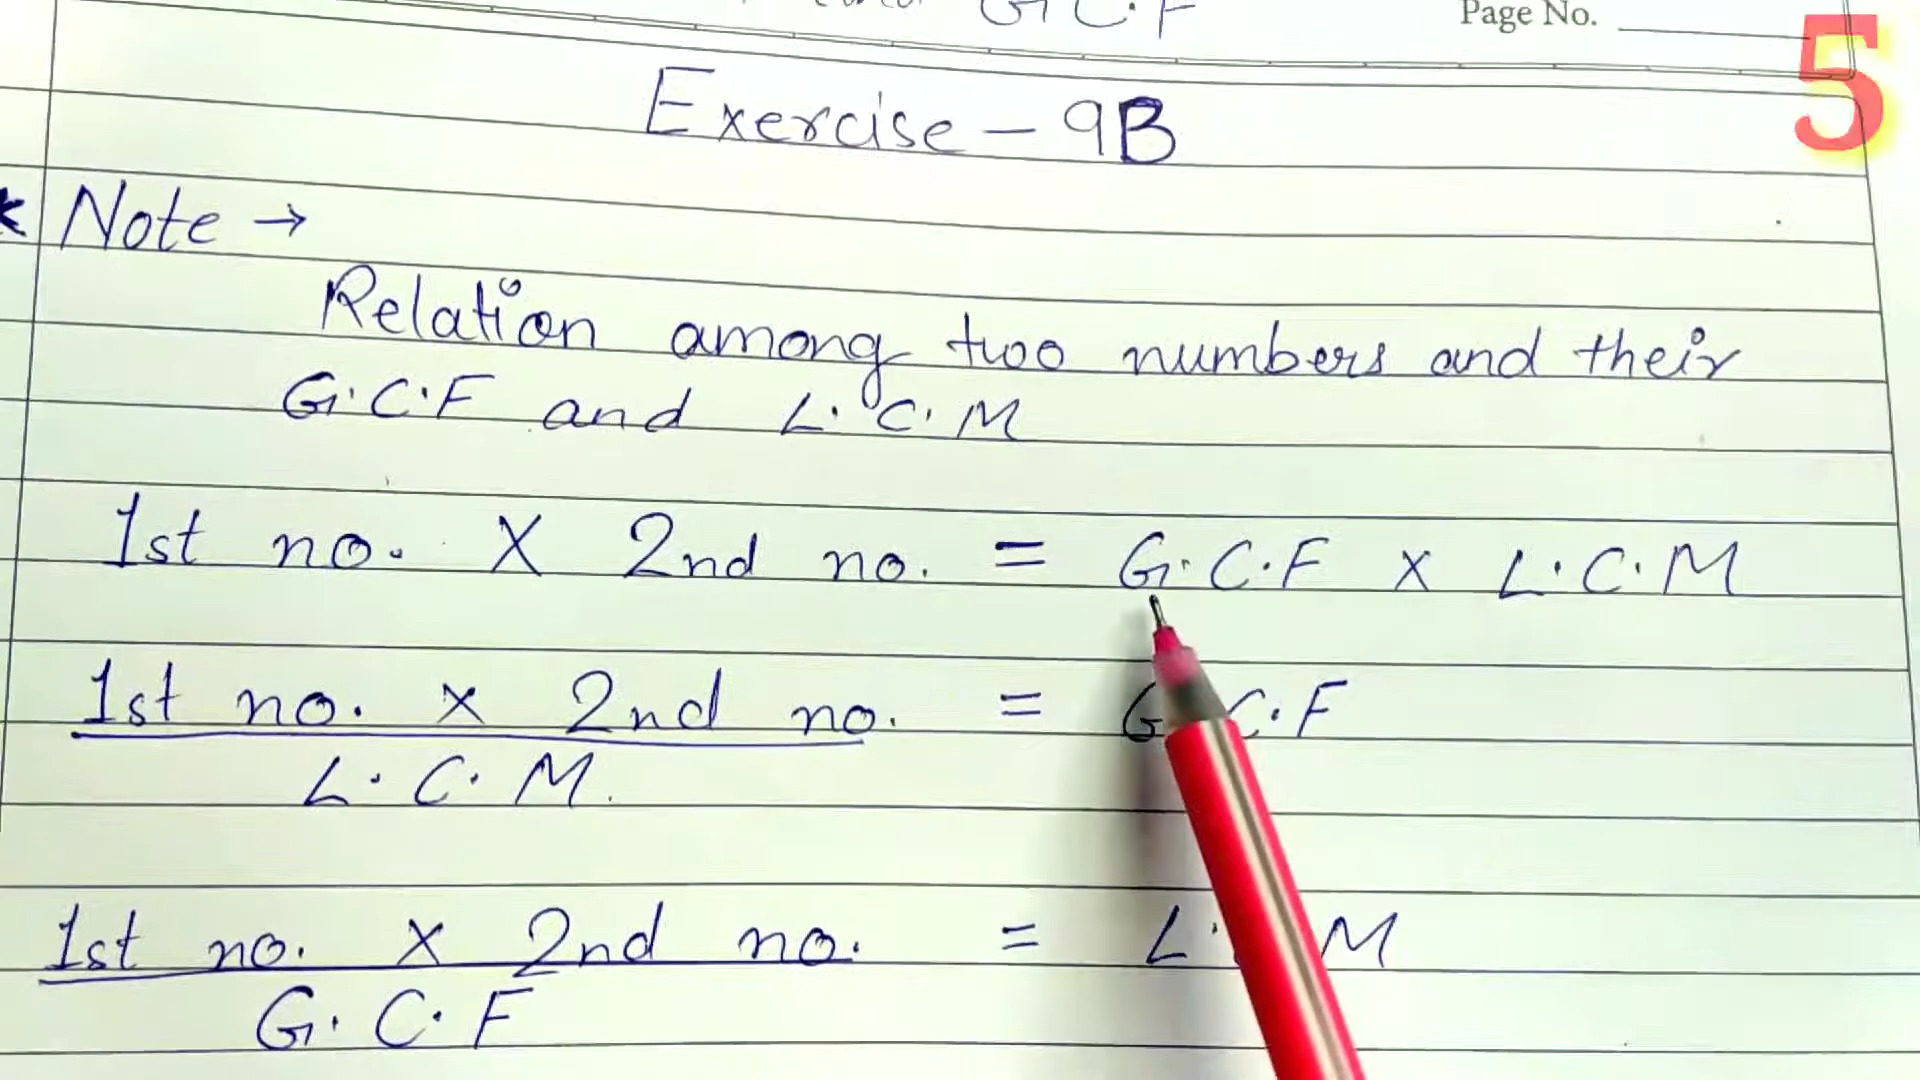 G.C.F
Page No.
5
Exercise - 9B
Note →
Relation among two numbers and their
G.C.F and L.C.M
1st no. X 2nd no. = G.C.F x L.C.M
1st no. x 2nd no. = G.C.F
L.C.M.
1st no. X 2nd no. = L. M
G.C.F